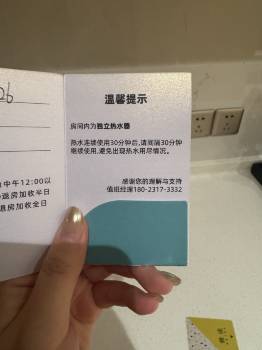 26
温馨提示
房间内为独立热水器
热水连续使用30分钟后,请间隔30分钟
继续使用,避免出现热水用尽情况。
感谢您的理解与支持
值班经理180-2317-3332
中午12:00以
退房加收半日
退房加收全日